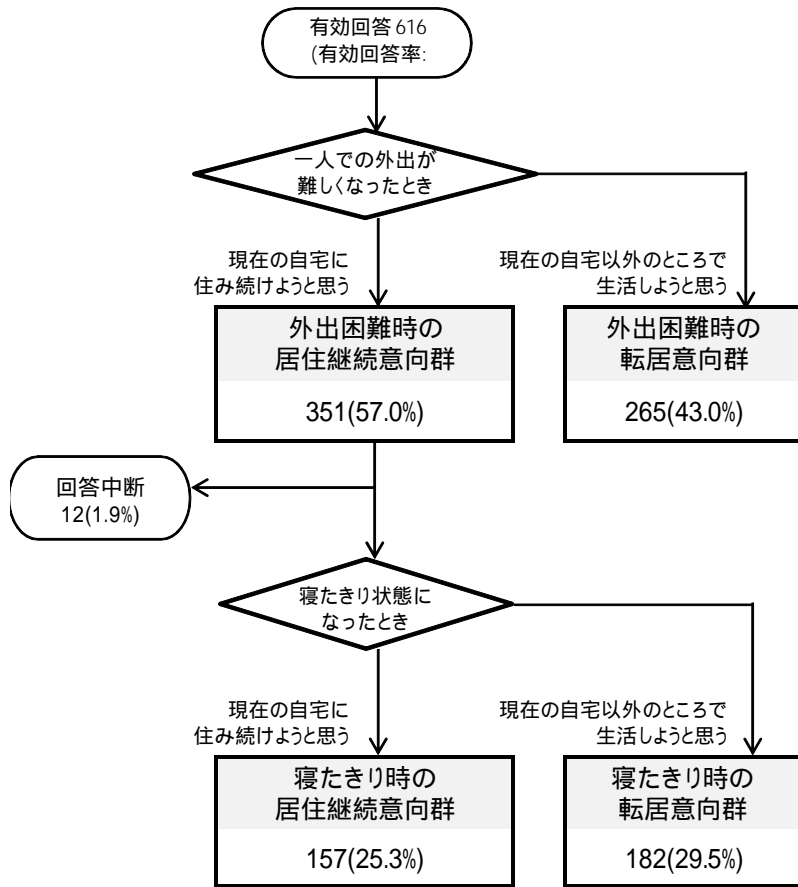 有効回答 616
(有効回答率:
一人での外出が
難しくなったとき
現在の自宅に
住み続けようと思う
現在の自宅以外のところで
生活しようと思う
外出困難時の
居住継続意向群
351(57.0%)
外出困難時の
転居意向群
265(43.0%)
回答中断
12(1.9%)
寝たきり状態に
なったとき
現在の自宅に
住み続けようと思う
現在の自宅以外のところで
生活しようと思う
寝たきり時の
居住継続意向群
157(25.3%)
寝たきり時の
転居意向群
182(29.5%)